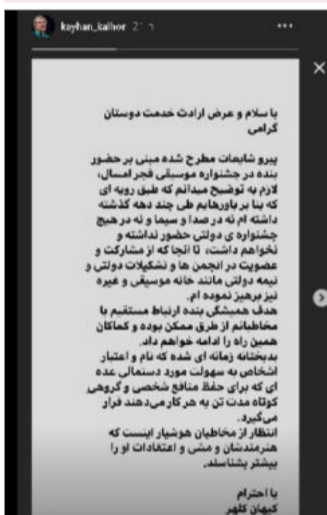 kayhan_kalhor
با سلام و عرض ارادت خدمت دوستان
گرامی
پیرو شایعات مطرح شده مبنی بر حضور
بنده در جشنواره موسیقی فجر امسال،
لازم به توضیح میدانم که طبق رویه ای
که بنا بر باورهایم طی چند دهه گذشته
داشته ام نه در صدا و سیما و نه در هیچ
جشنواره ی دولتی حضور نداشته و
نخواهم داشت، تا آنجا که از مشارکت و
عضویت در انجمن ها و تشکیلات دولتی و
نیمه دولتی مانند خانه موسیقی و غیره
نیز پرهیز نموده ام.
هدف همیشگی بنده ارتباط مستقیم با
مخاطبانم از طرق ممکن بوده و کماکان
همین راه را ادامه خواهم داد.
بدبختانه زمانه ای شده که نام و اعتبار
اشخاص به سهولت مورد دستمالی عده
ای که برای حفظ منافع شخصی و گروهی
کوتاه مدت تن به هر کار می‌دهند قرار
می‌گیرد.
انتظار از مخاطبان هوشیار اینست که
هنرمندشان و مشی و اعتقادات او را
بیشتر بشناسند.
با احترام
کیهان کلهر